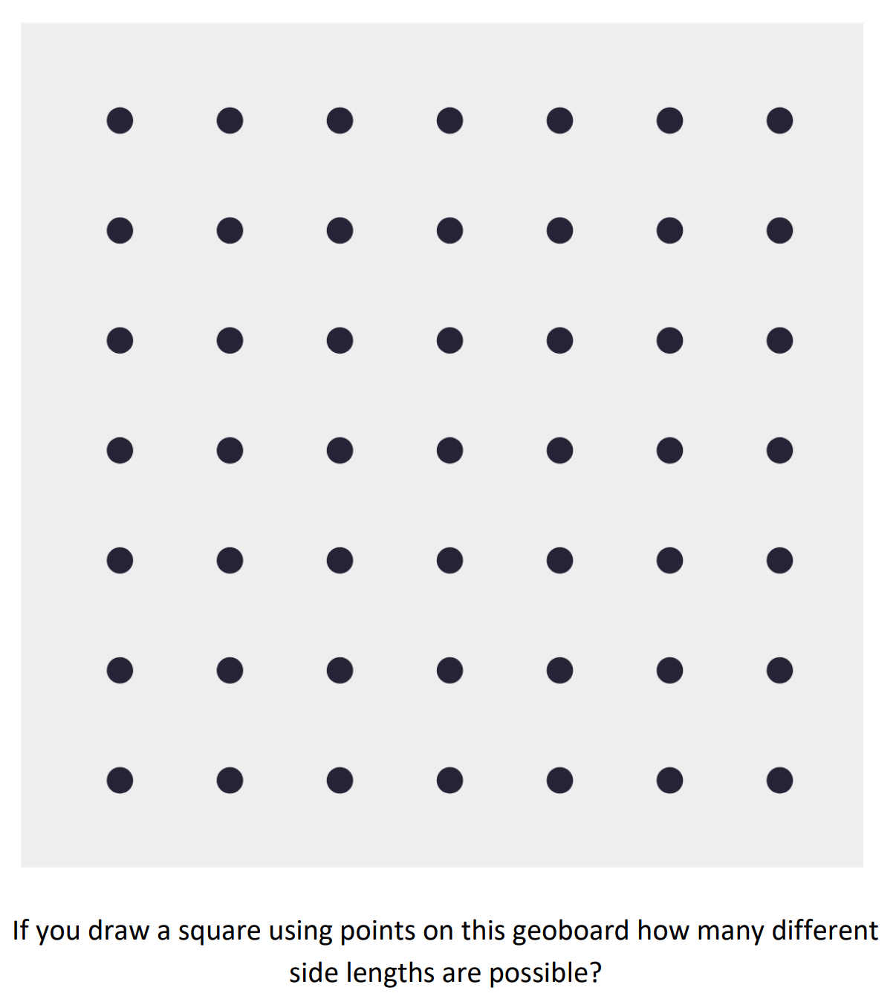 If you draw a square using points on this geoboard how many different
side lengths are possible?